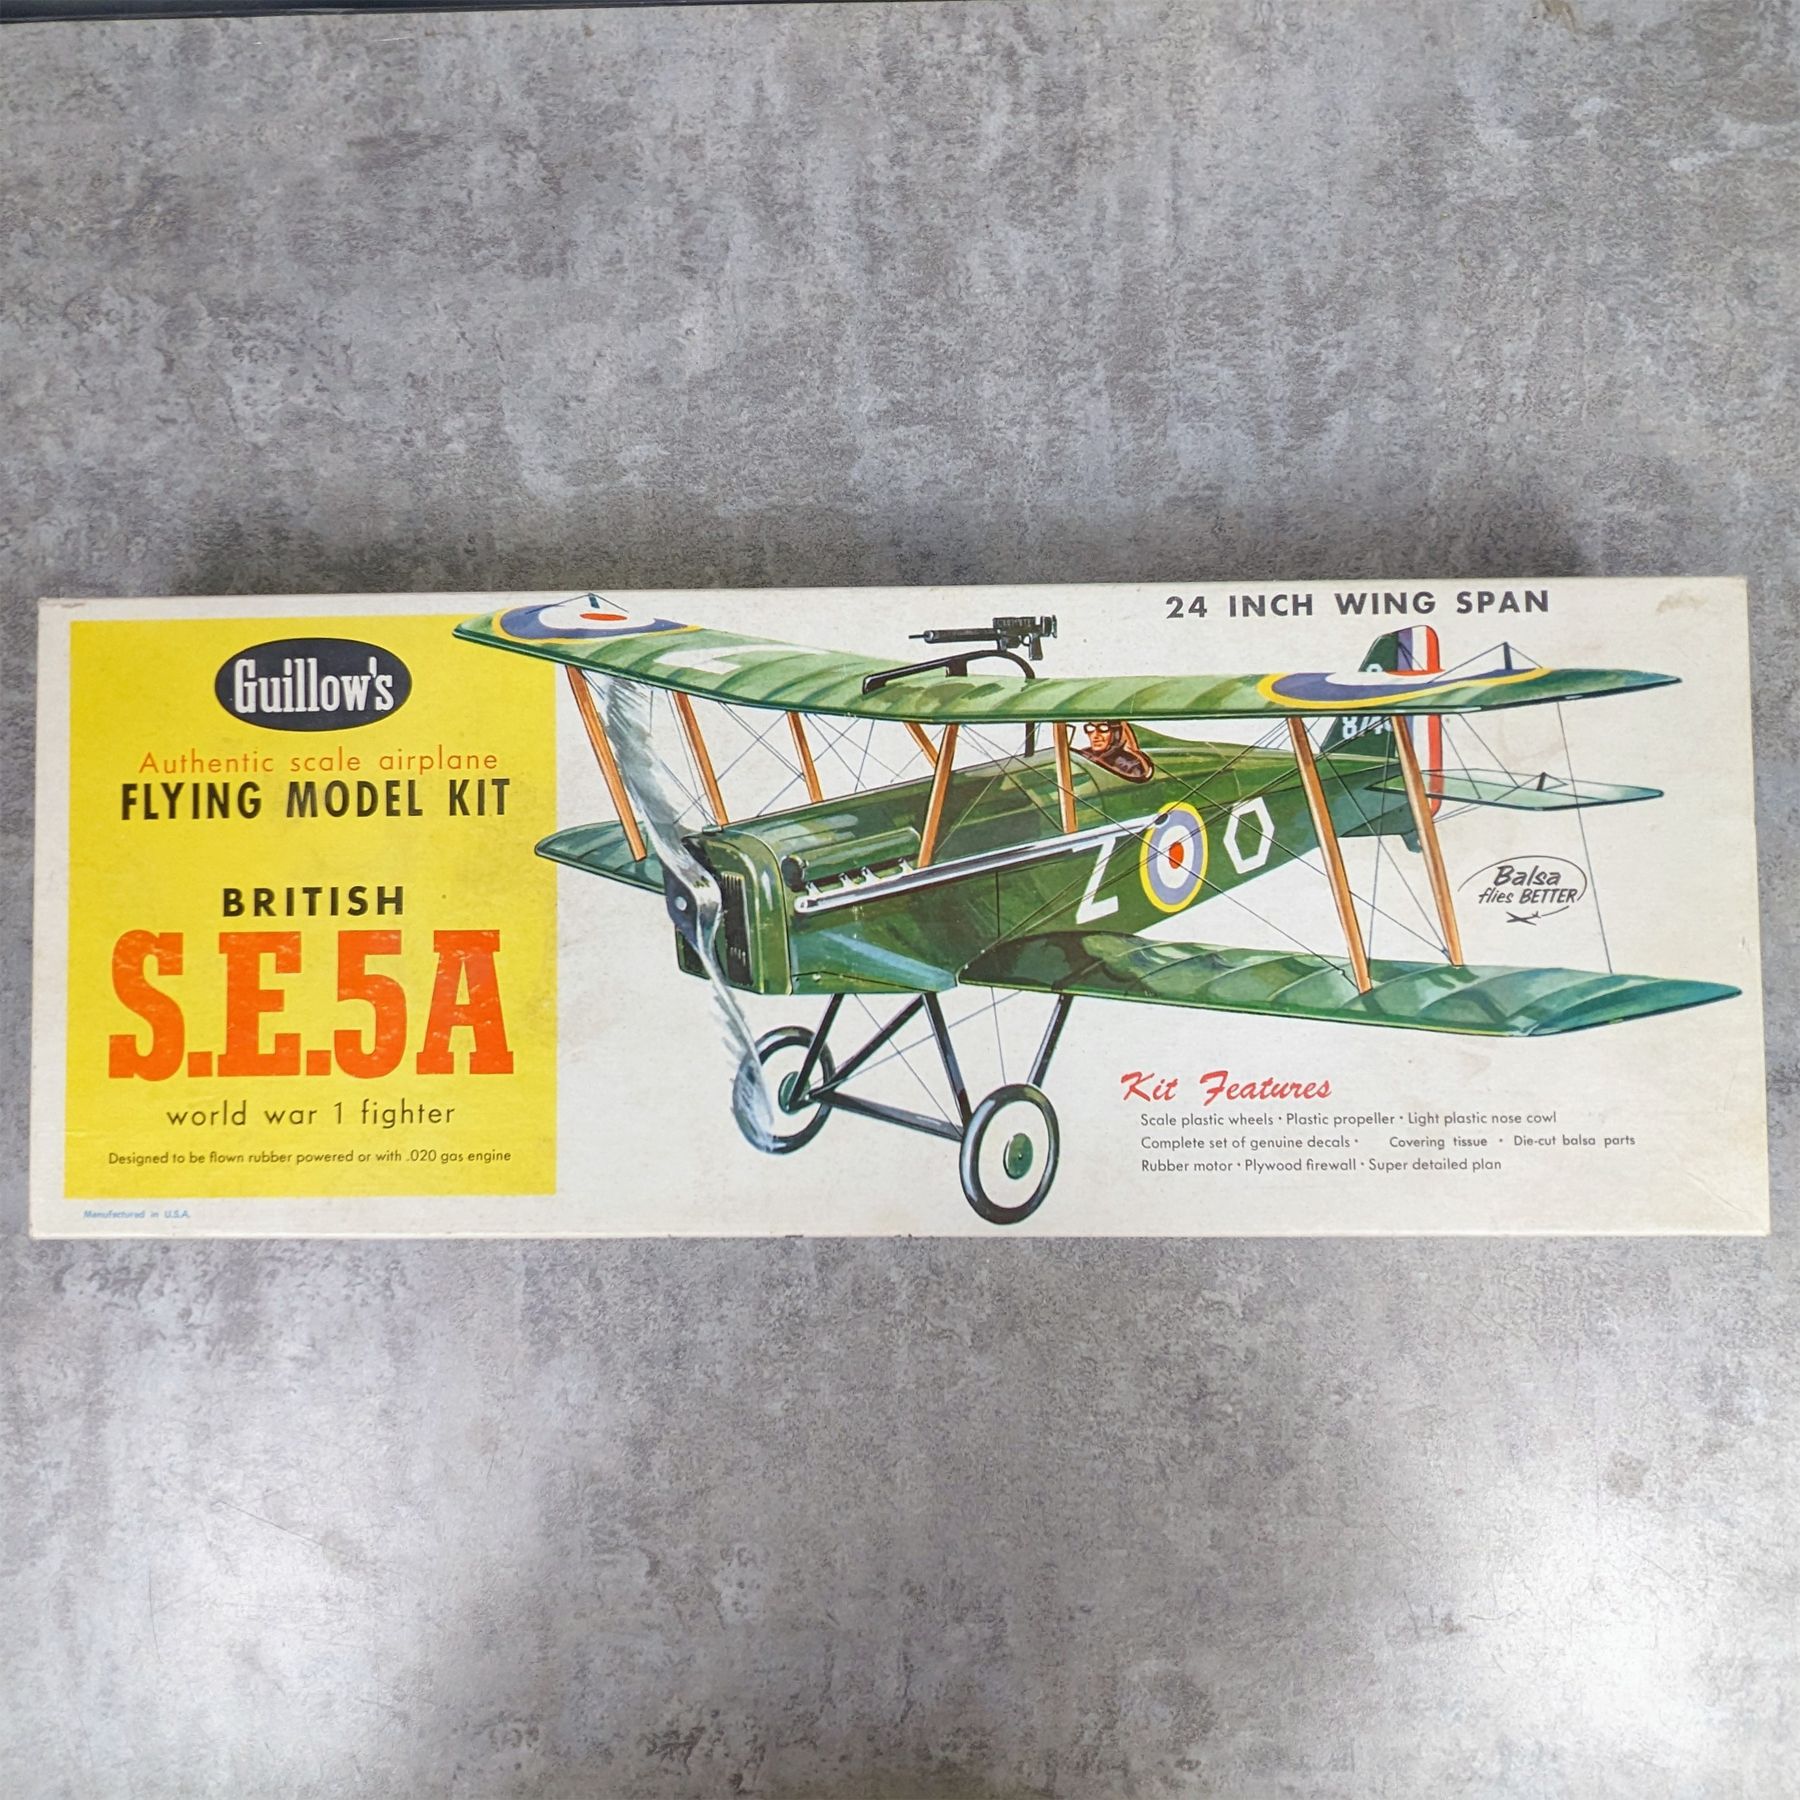 24 INCH WING SPAN
Guillow's
Authentic scale airplane
FLYING MODEL KIT
BRITISH
S.E.5A
world war 1 fighter
Designed to be flown rubber powered or with .020 gas engine
Manufactured in U.S.A.
Z
Balsa
flies BETTER
Kit Features
Scale plastic wheels • Plastic propeller • Light plastic nose cowl
Complete set of genuine decals • Covering tissue • Die-cut balsa parts
Rubber motor • Plywood firewall • Super detailed plan